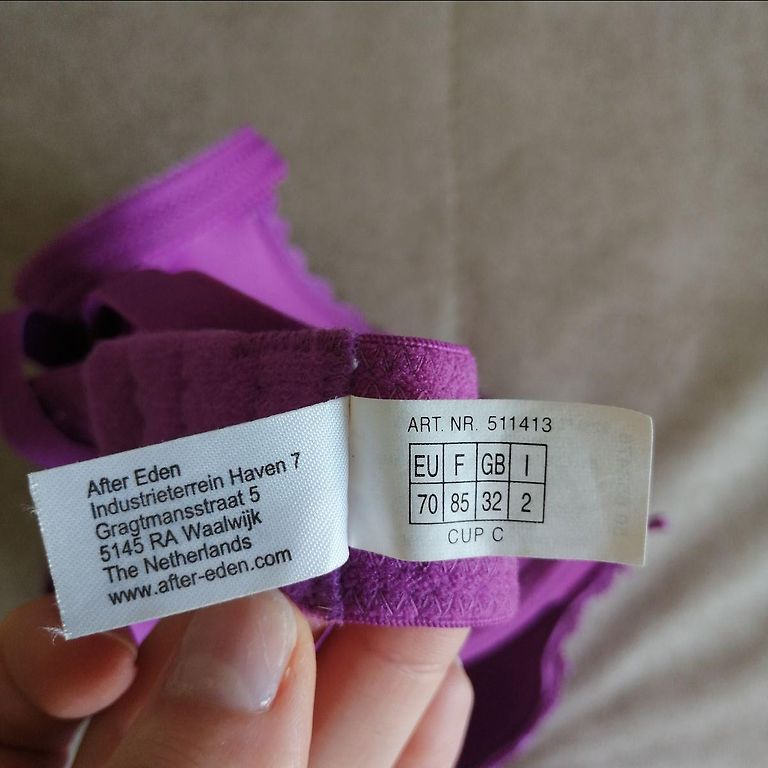 After Eden
Industrieterrein Haven 7
Gragtmansstraat 5
5145 RA Waalwijk
The Netherlands
www.after-eden.com
ART. NR. 511413
EU F GB I
70 85 32 2
CUP C